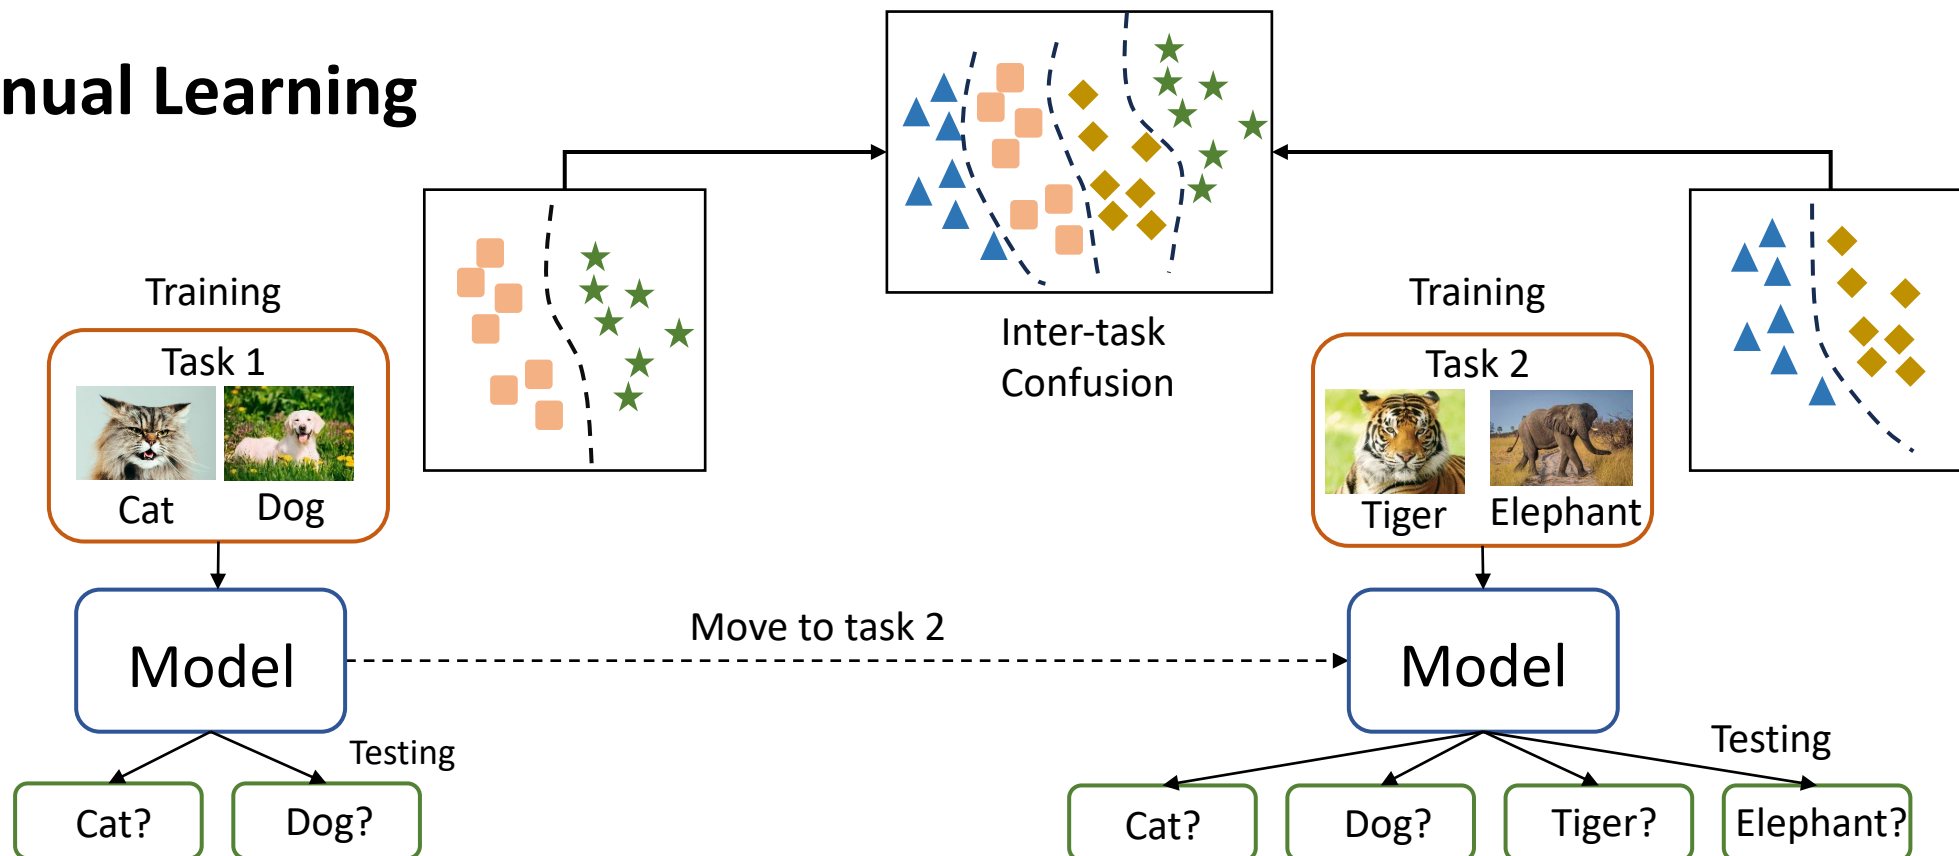 nual Learning
Training
Task 1
Cat
Dog
Model
Testing
Cat?
Dog?
Move to task 2
Inter-task
Confusion
Training
Task 2
Tiger
Elephant
Model
Testing
Cat?
Dog?
Tiger?
Elephant?